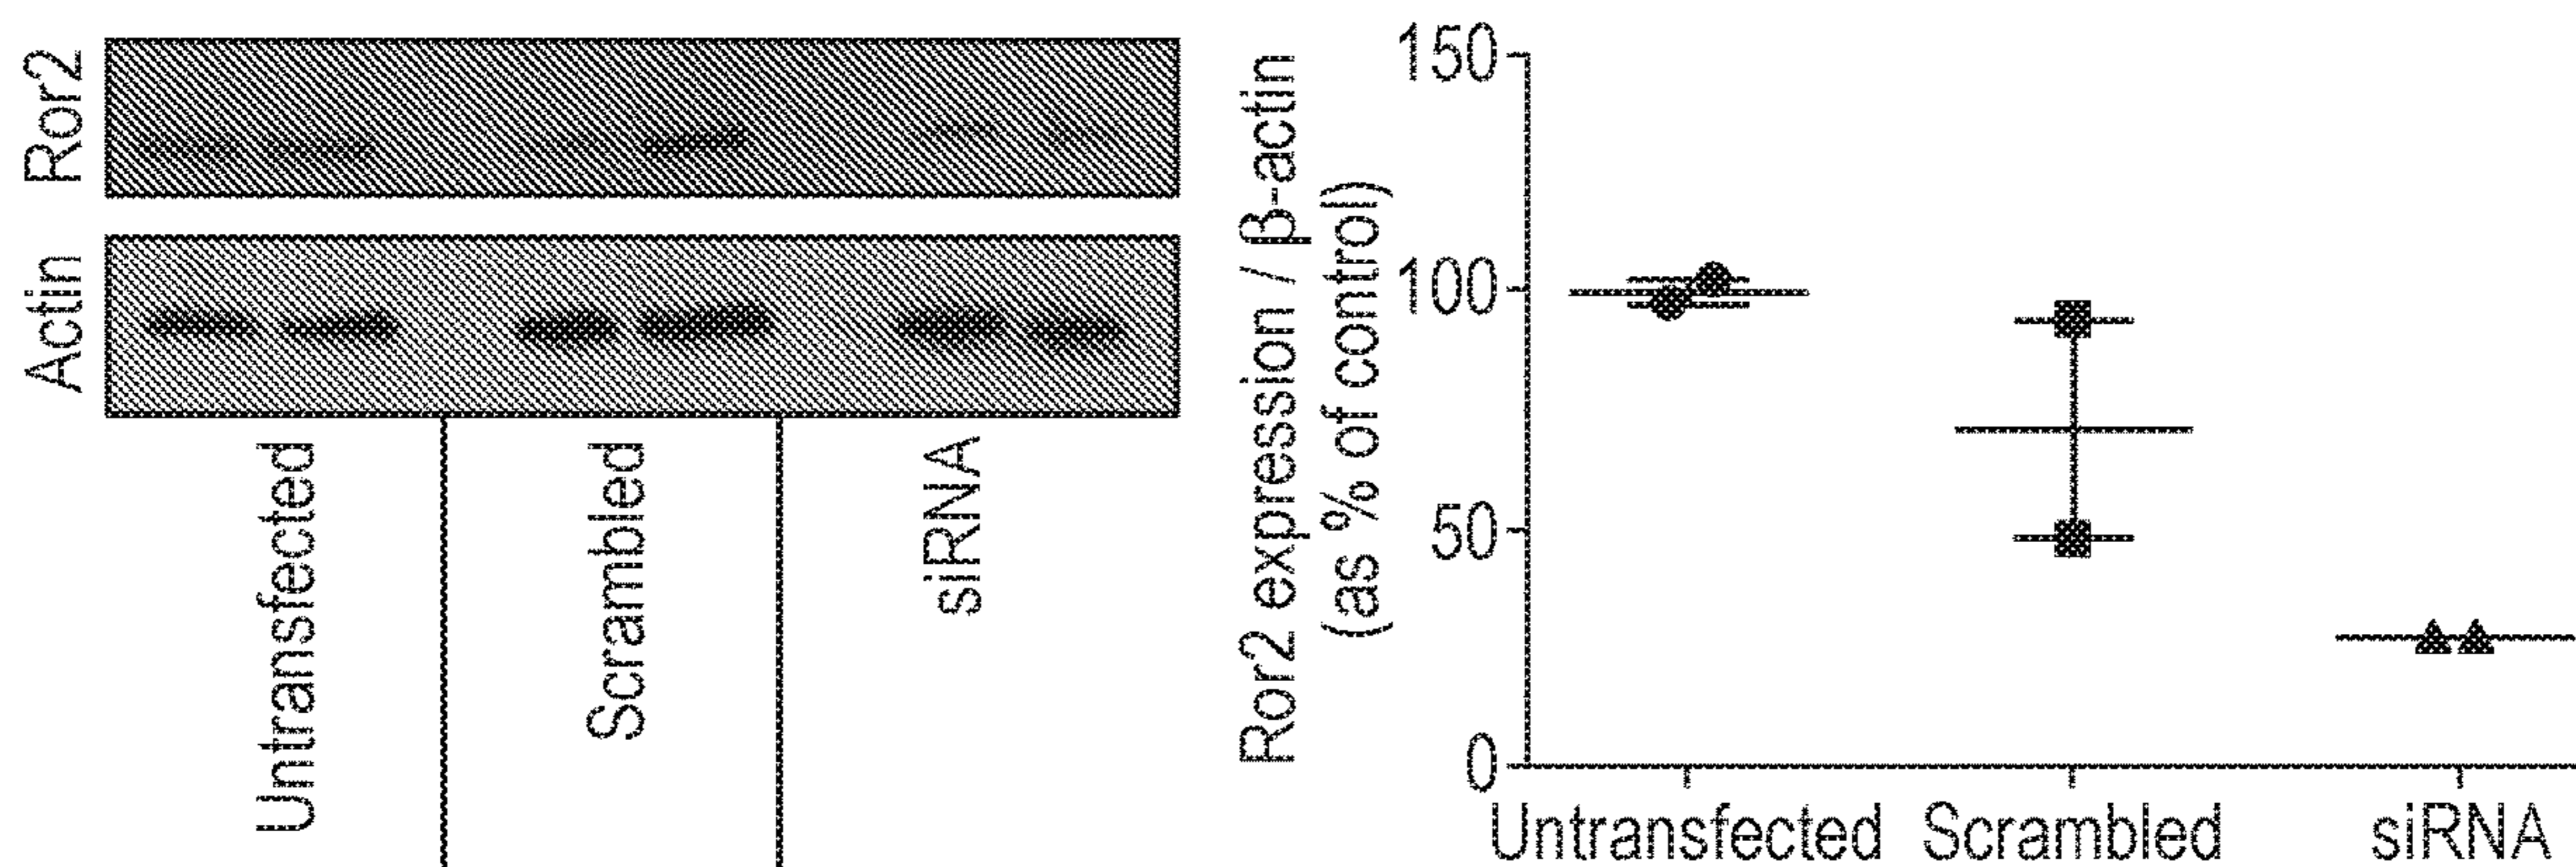 Ror2
Actin
Untransfected
Scrambled
siRNA
Ror2 expression / β-actin
(as % of control)
150
100
50
0
Untransfected
Scrambled
siRNA